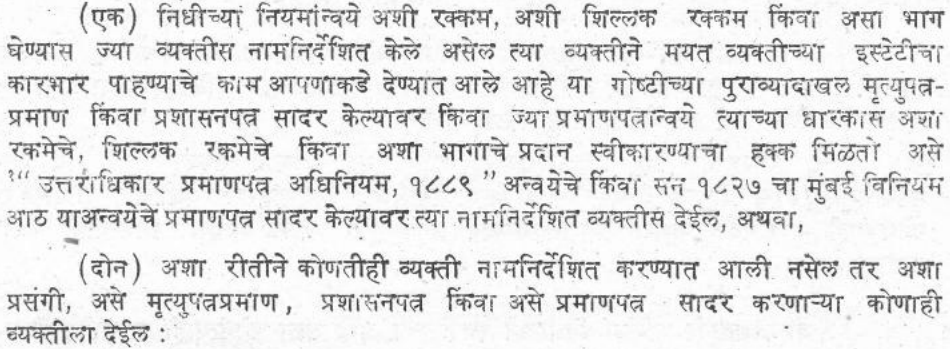 (एक) निधीच्या नियमांन्वये अशी रक्कम, अशी शिल्लक रक्कम किंवा असा भाग
घेण्यास ज्या व्यक्तीस नामनिर्देशित केले असेल त्या व्यक्तीने मयत व्यक्तीच्या इस्टेटीचा
कारभार पाहण्याचे काम आपणाकडे देण्यात आले आहे या गोष्टीच्या पुराव्यादाखल मृत्युपत्र-
प्रमाण किंवा प्रशासनपत्र सादर केल्यावर किंवा ज्या प्रमाणपत्रान्वये त्याच्या धारकास अशा
रकमेचे, शिल्लक रकमेचे किंवा अशा भागाचे प्रदान स्वीकारण्याचा हक्क मिळतो असे
१“ उत्तराधिकार प्रमाणपत्र अधिनियम, १८८९ ” अन्वयेचे किंवा सन १८२७ चा मुंबई विनियम
आठ याअन्वयेचे प्रमाणपत्र सादर केल्यावर त्या नामनिर्देशित व्यक्तीस देईल, अथवा,
(दोन) अशा रीतीने कोणतीही व्यक्ती नामनिर्देशित करण्यात आली नसेल तर अशा
प्रसंगी, असे मृत्युपत्रप्रमाण, प्रशासनपत्र किंवा असे प्रमाणपत्र सादर करणाऱ्या कोणाही
व्यक्तीला देईल :